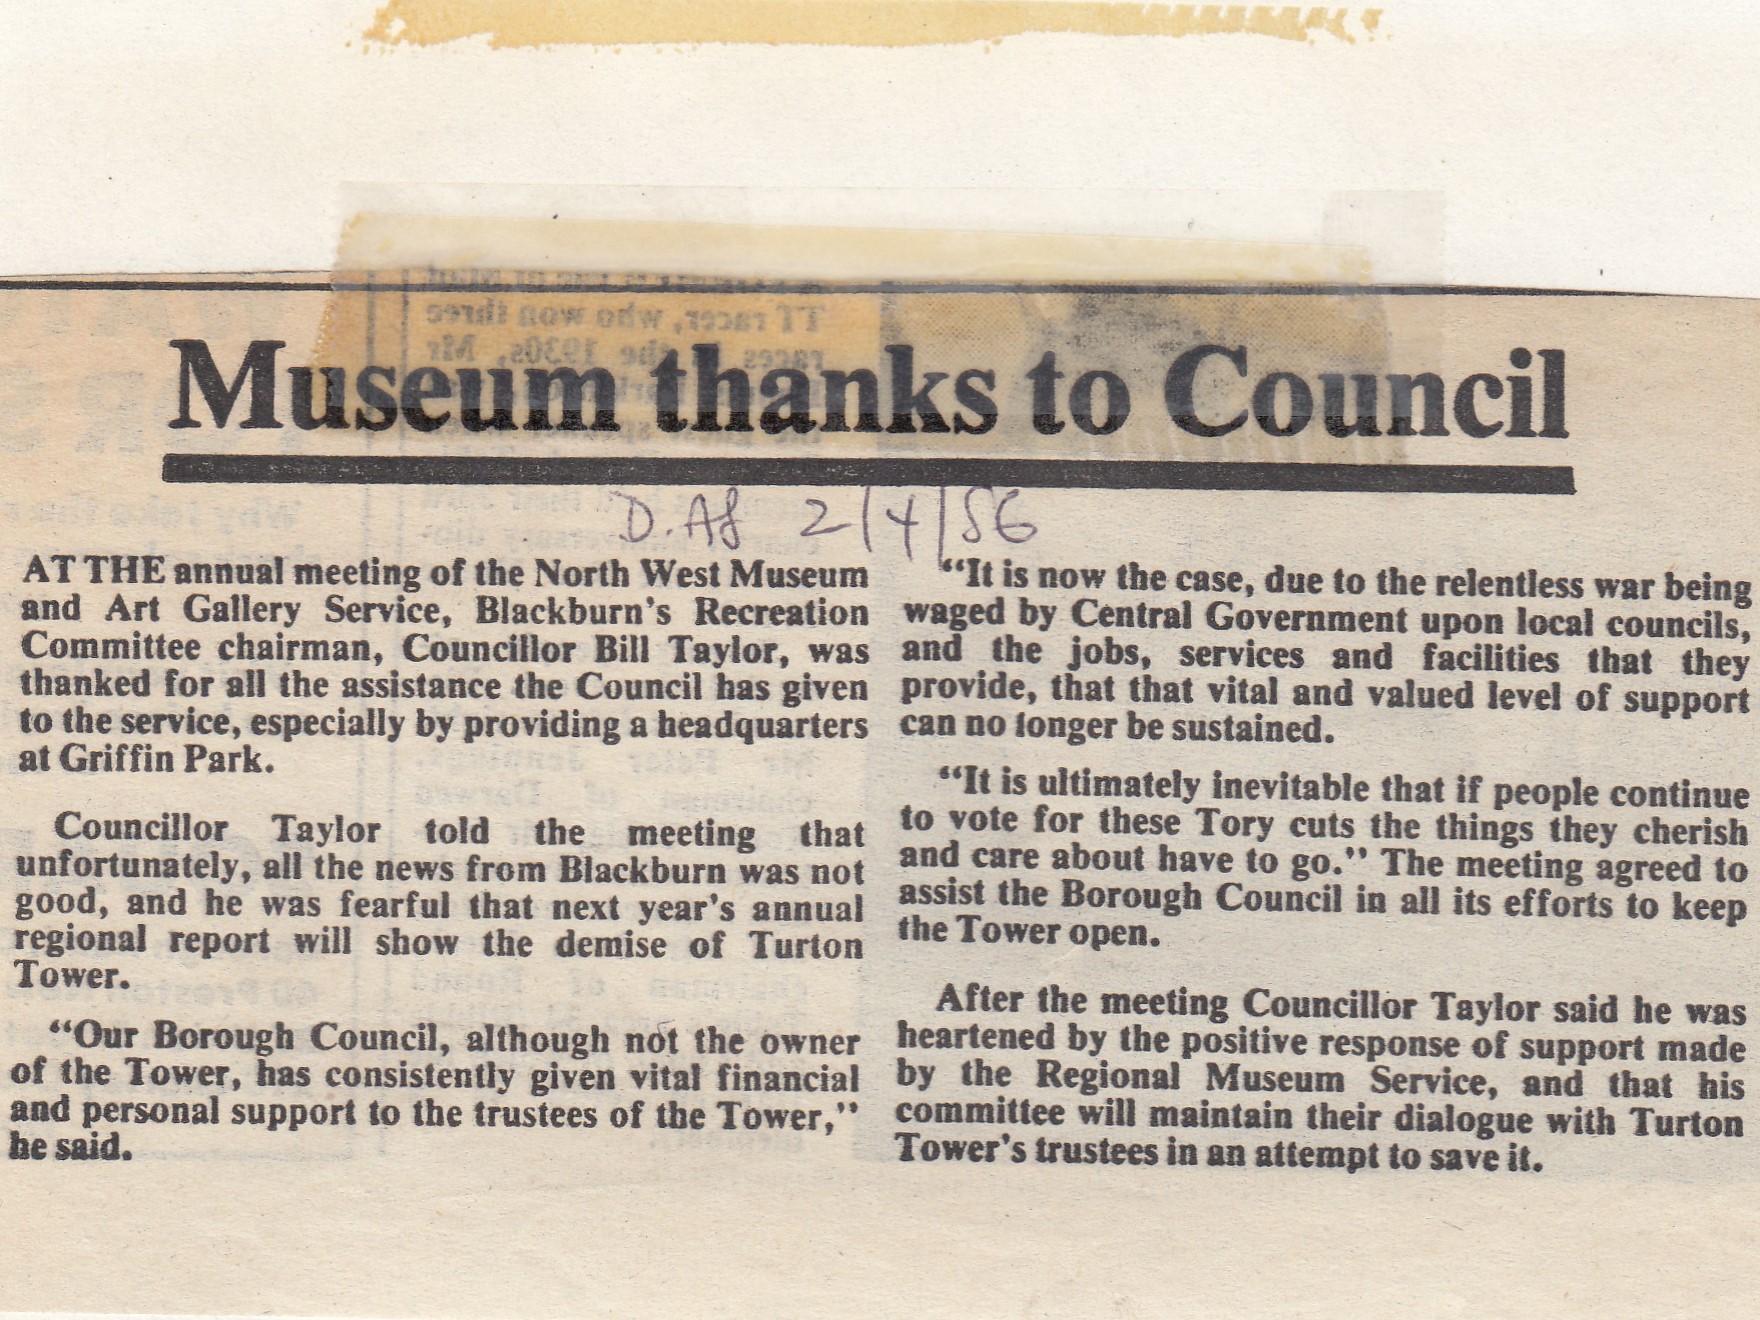 Museum thanks to Council
D. Ad 2/4/86
AT THE annual meeting of the North West Museum
and Art Gallery Service, Blackburn's Recreation
Committee chairman, Councillor Bill Taylor, was
thanked for all the assistance the Council has given
to the service, especially by providing a headquarters
at Griffin Park.
Councillor Taylor told the meeting that
unfortunately, all the news from Blackburn was not
good, and he was fearful that next year's annual
regional report will show the demise of Turton
Tower.
“Our Borough Council, although not the owner
of the Tower, has consistently given vital financial
and personal support to the trustees of the Tower,”
he said.
“It is now the case, due to the relentless war being
waged by Central Government upon local councils,
and the jobs, services and facilities that they
provide, that that vital and valued level of support
can no longer be sustained.
“It is ultimately inevitable that if people continue
to vote for these Tory cuts the things they cherish
and care about have to go.” The meeting agreed to
assist the Borough Council in all its efforts to keep
the Tower open.
After the meeting Councillor Taylor said he was
heartened by the positive response of support made
by the Regional Museum Service, and that his
committee will maintain their dialogue with Turton
Tower's trustees in an attempt to save it.